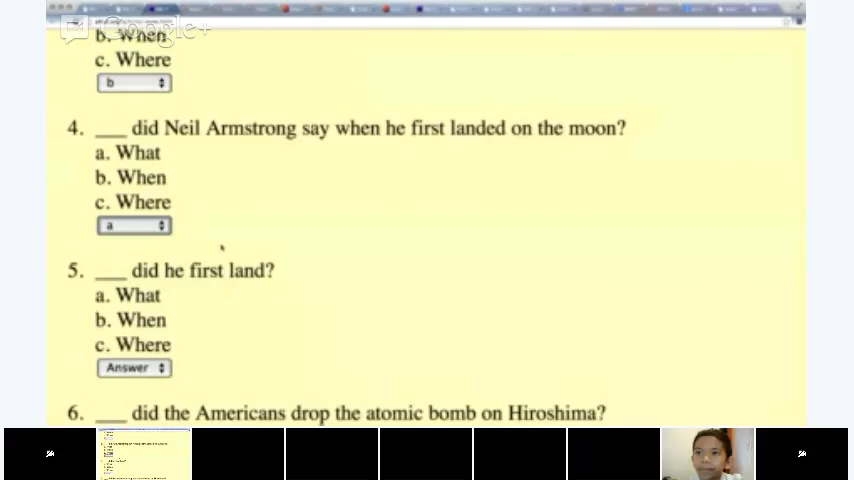 Google+
b. When
c. Where
b
4. ___ did Neil Armstrong say when he first landed on the moon?
a. What
b. When
c. Where
a
5. ___ did he first land?
a. What
b. When
c. Where
Answer
6. ___ did the Americans drop the atomic bomb on Hiroshima?